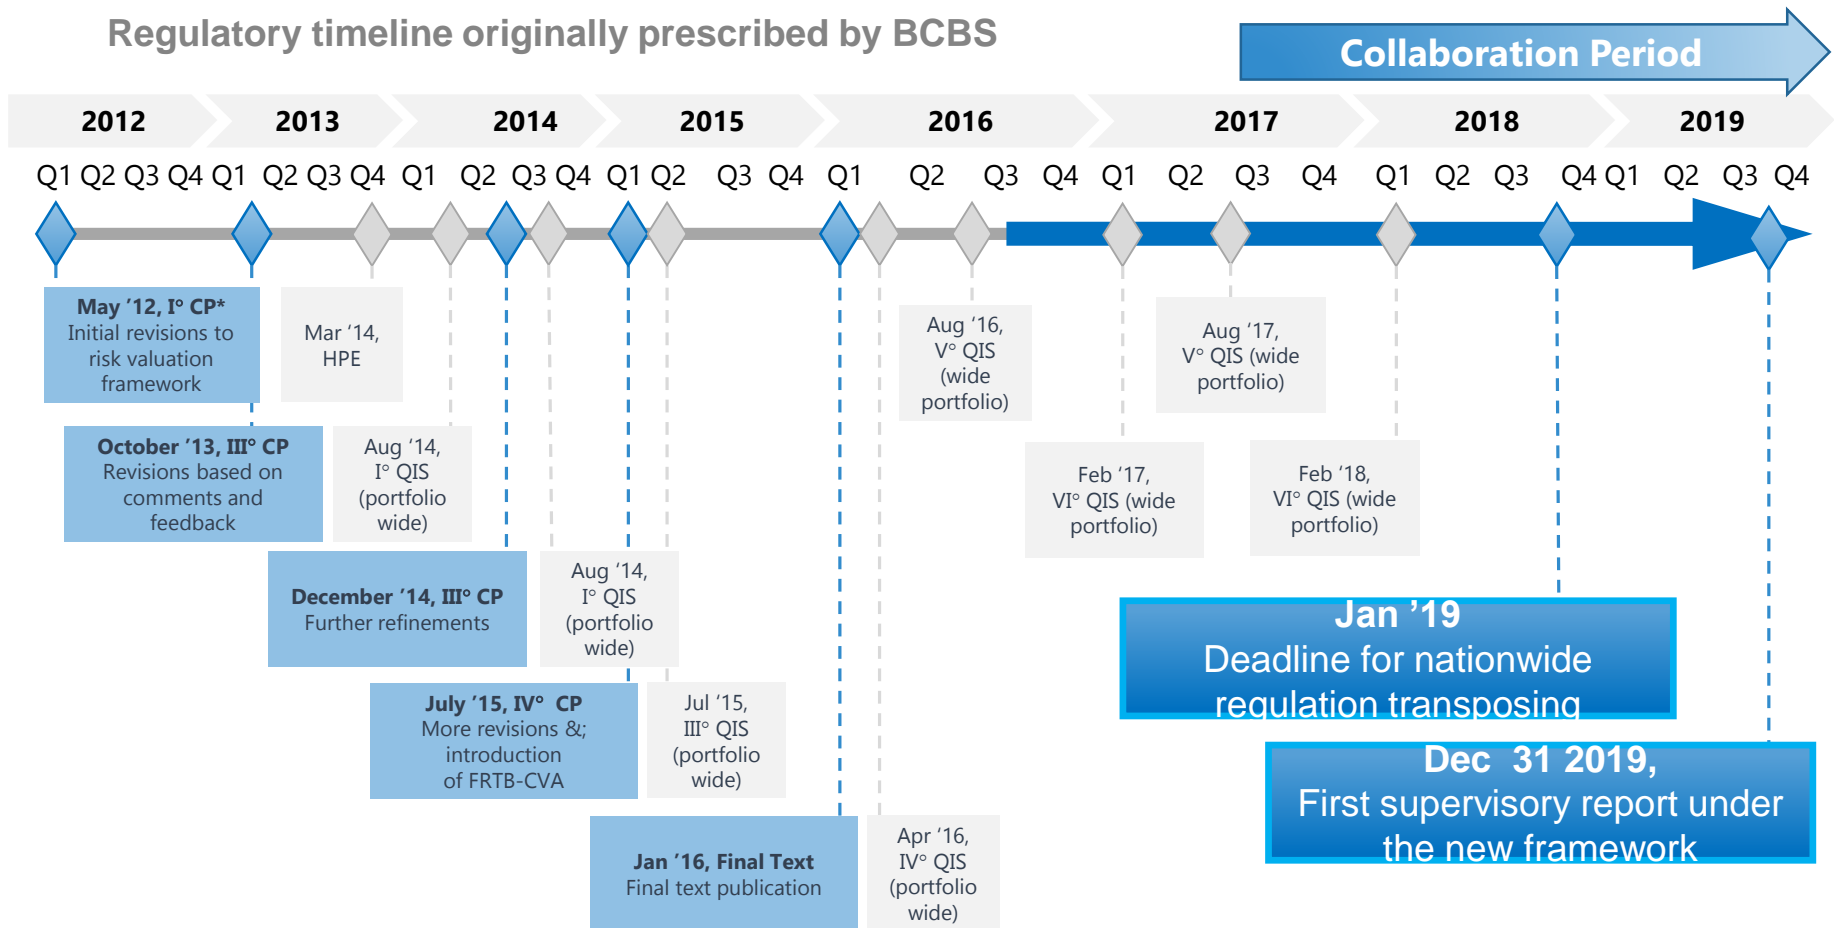 Regulatory timeline originally prescribed by BCBS
Collaboration Period
2012 2013 2014 2015 2016 2017 2018 2019
Q1 Q2 Q3 Q4 Q1 Q2 Q3 Q4 Q1 Q2 Q3 Q4 Q1 Q2 Q3 Q4 Q1 Q2 Q3 Q4 Q1 Q2 Q3 Q4 Q1 Q2 Q3 Q4 Q1 Q2 Q3 Q4
May ’12, I° CP*
Initial revisions to
risk valuation
framework
Mar ‘14,
HPE
Aug ‘16,
V° QIS
(wide
portfolio)
Aug ‘17,
V° QIS (wide
portfolio)
October ’13, III° CP
Revisions based on
comments and
feedback
Aug ‘14,
I° QIS
(portfolio
wide)
Feb ‘17,
VI° QIS (wide
portfolio)
Feb ‘18,
VI° QIS (wide
portfolio)
December ’14, III° CP
Further refinements
Aug ‘14,
I° QIS
(portfolio
wide)
Jan ’19
Deadline for nationwide
regulation transposing
July ’15, IV° CP
More revisions &;
introduction
of FRTB-CVA
Jul ‘15,
III° QIS
(portfolio
wide)
Dec 31 2019,
First supervisory report under
the new framework
Jan ’16, Final Text
Final text publication
Apr ‘16,
IV° QIS
(portfolio
wide)